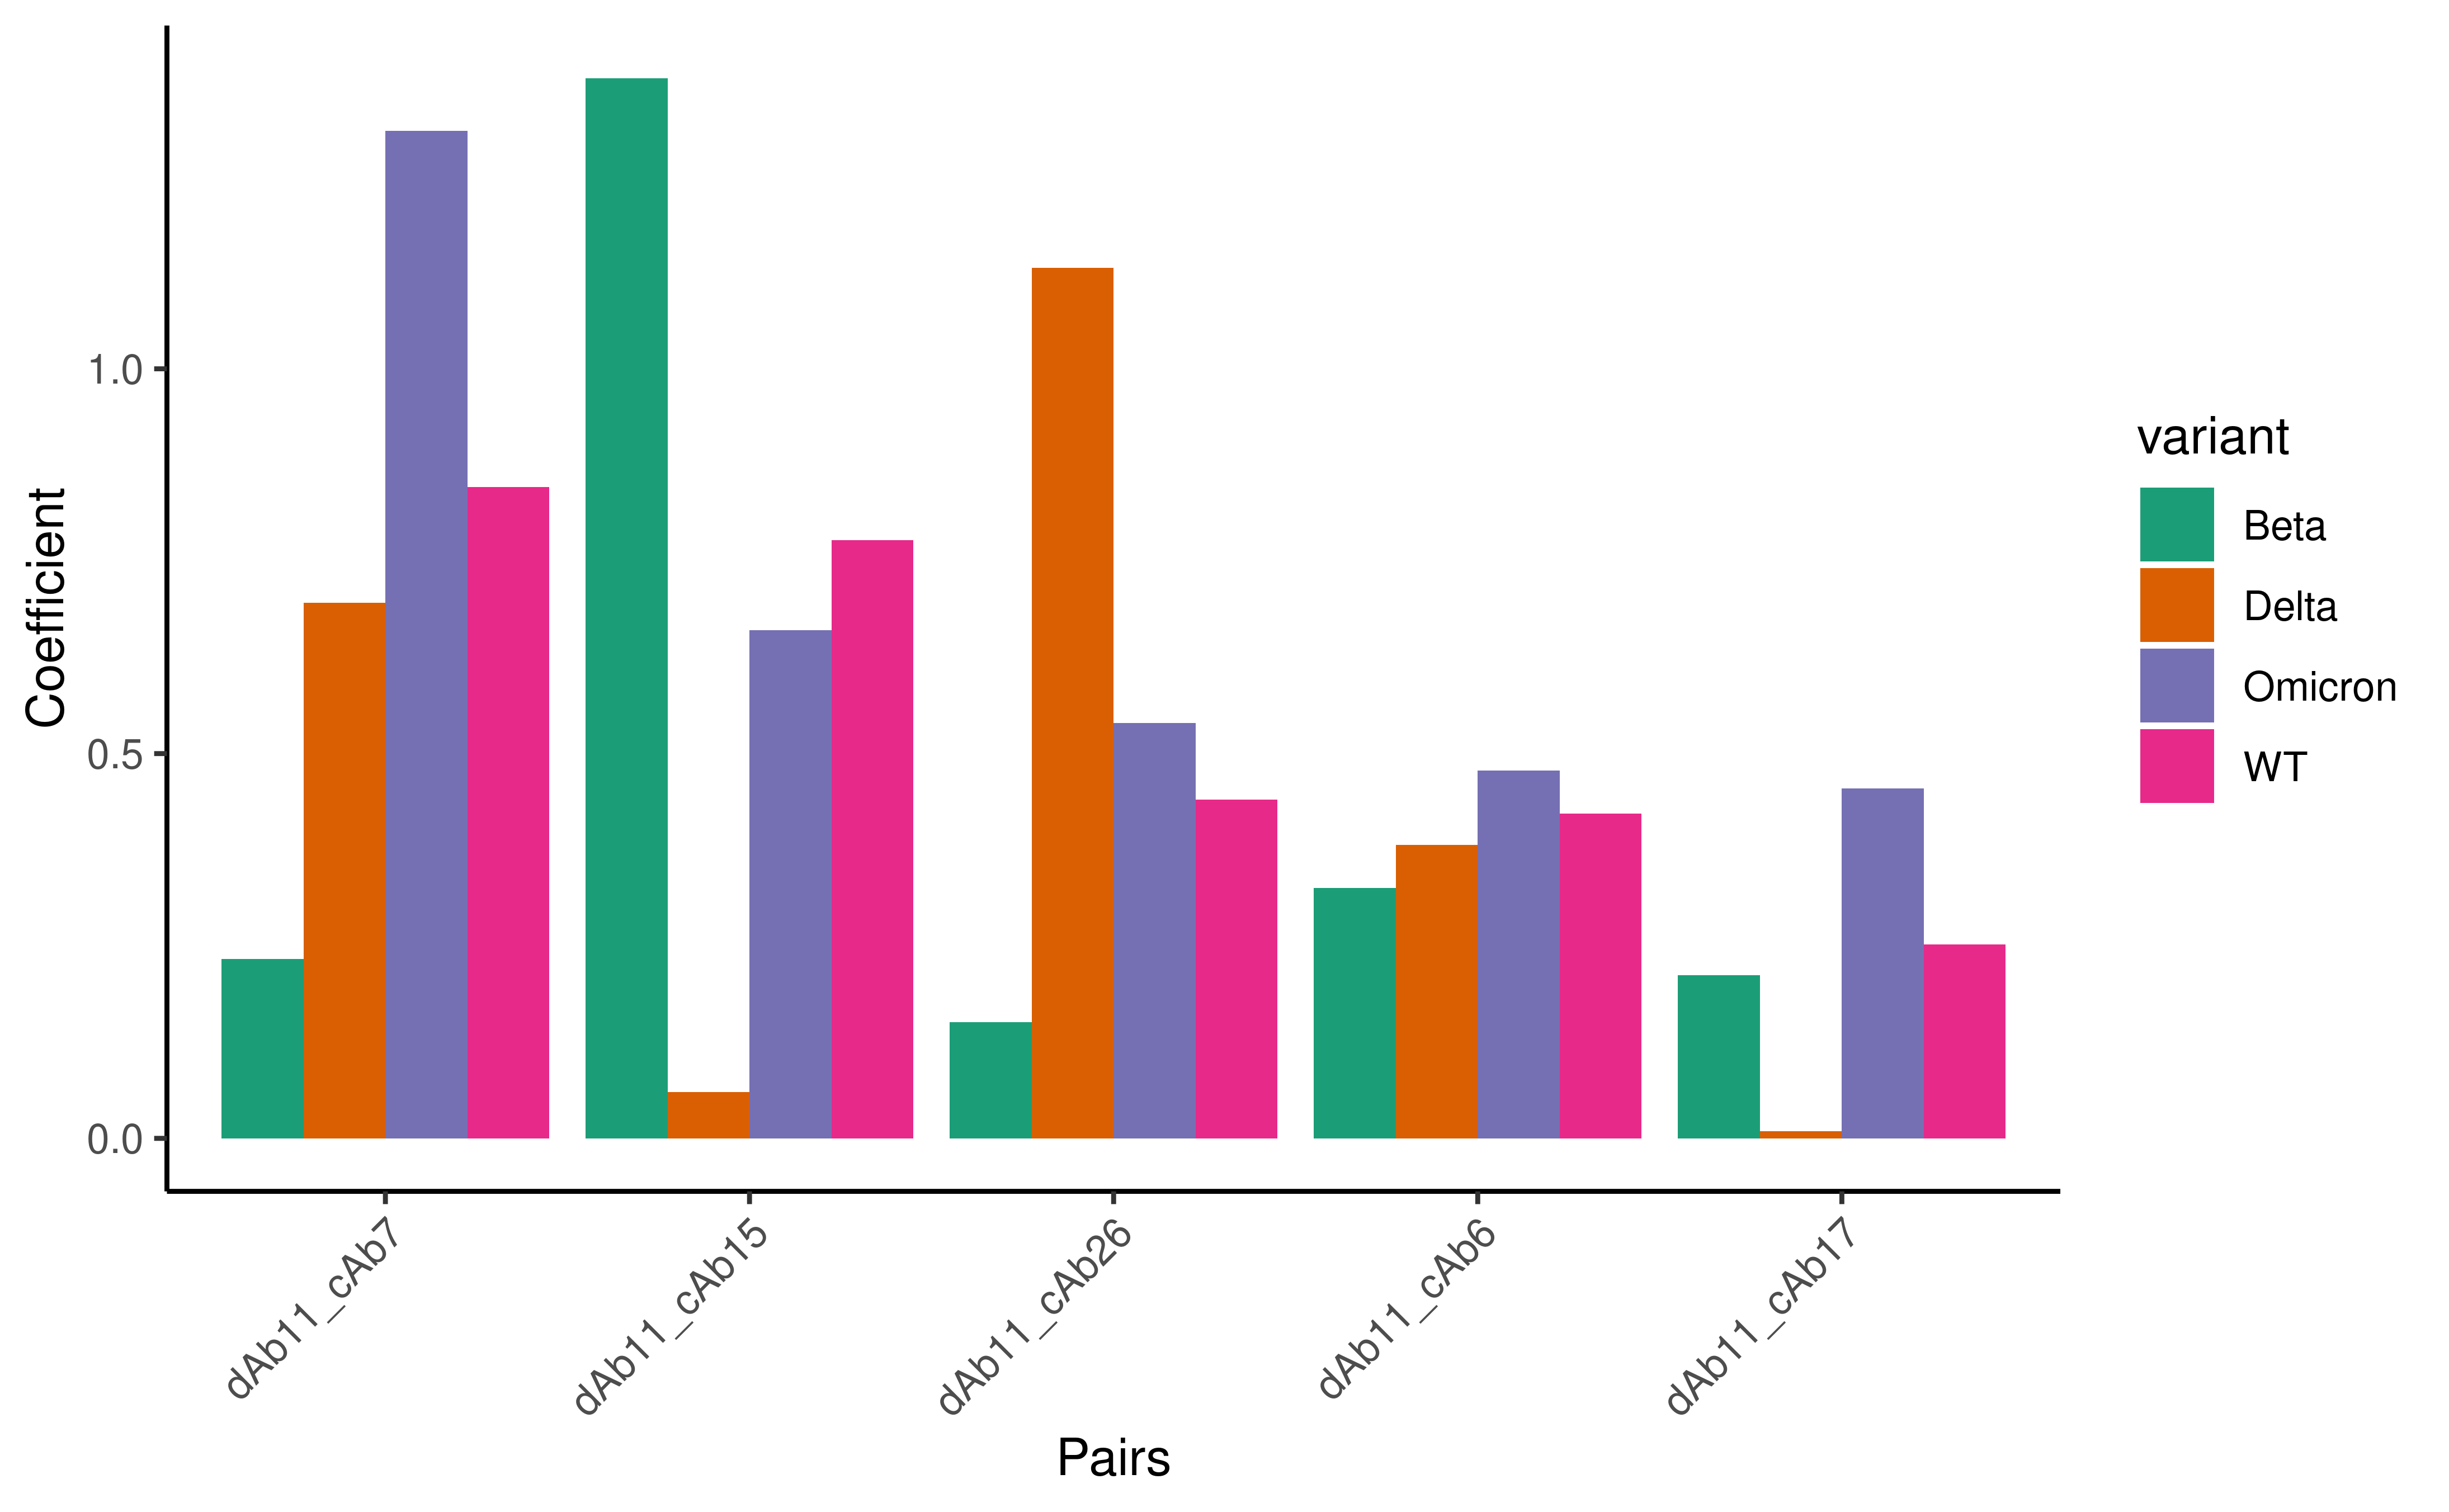 Coefficient
1.0
0.5
0.0
dAb11_cAb7
dAb11_cAb15
dAb11_cAb26
dAb11_cAb6
dAb11_cAb17
Pairs
variant
Beta
Delta
Omicron
WT